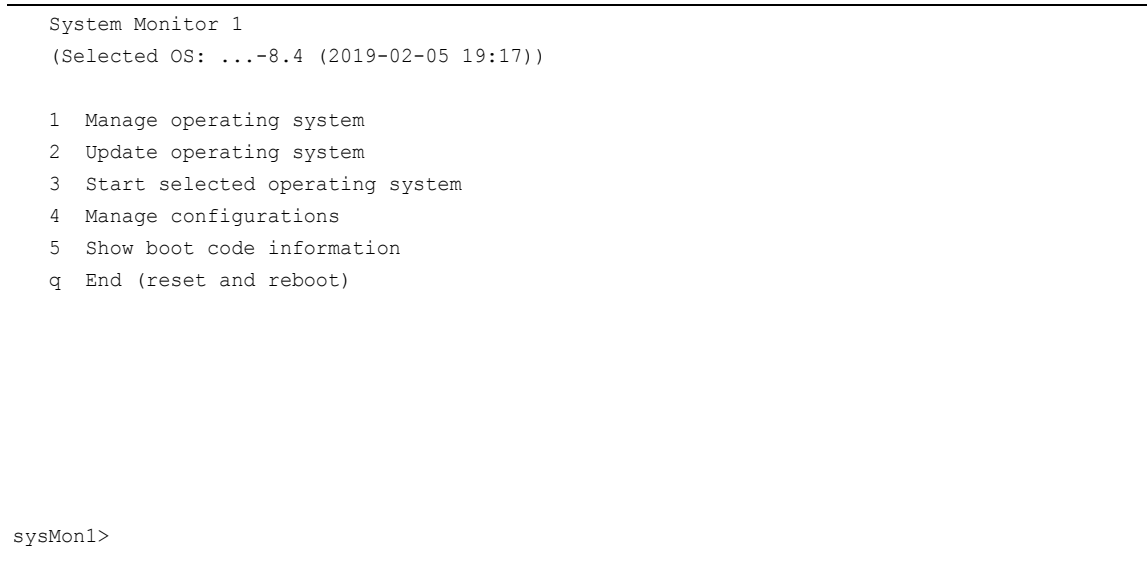 System Monitor 1
(Selected OS: ...-8.4 (2019-02-05 19:17))
1 Manage operating system
2 Update operating system
3 Start selected operating system
4 Manage configurations
5 Show boot code information
q End (reset and reboot)
sysMon1>